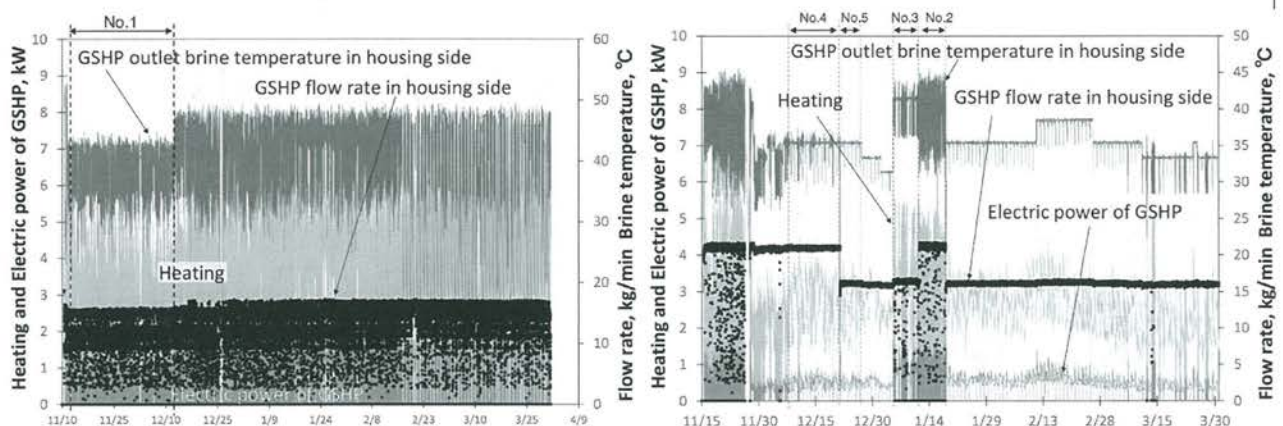 No.1
GSHP outlet brine temperature in housing side
GSHP flow rate in housing side
Heating
Electric power of GSHP
Heating and Electric power of GSHP, kW
10
9
8
7
6
5
4
3
2
1
0
Flow rate, kg/min Brine temperature, ℃
60
50
40
30
20
10
0
11/10 11/25 12/10 12/25 1/9 1/24 2/8 2/23 3/10 3/25 4/9
No.4 No.5 No.3 No.2
GSHP outlet brine temperature in housing side
Heating
GSHP flow rate in housing side
Electric power of GSHP
Heating and Electric power of GSHP, kW
10
9
8
7
6
5
4
3
2
1
0
Flow rate, kg/min Brine temperature, ℃
50
45
40
35
30
25
20
15
10
5
0
11/15 11/30 12/15 12/30 1/14 1/29 2/13 2/28 3/15 3/30